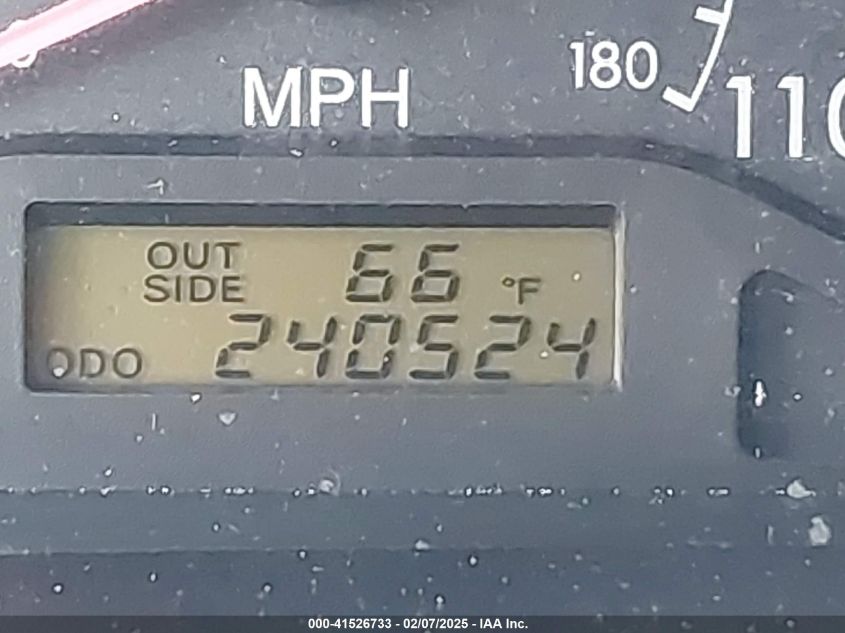 MPH
180
110
OUT
SIDE 66 °F
ODO 240524
000-41526733 - 02/07/2025 - IAA Inc.